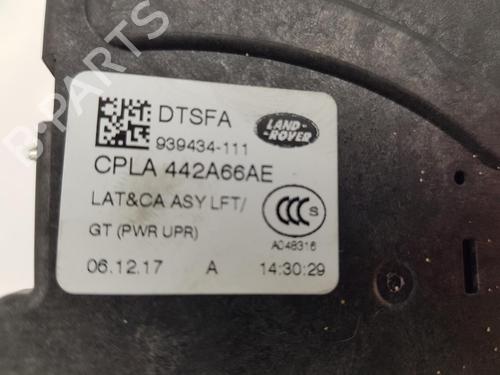 B-PARTS
DTSFA
LAND-
ROVER
939434-111
CPLA 442A66AE
LAT&CA ASY LFT/
GT (PWR UPR)
CCC S
A048316
06.12.17 A 14:30:29